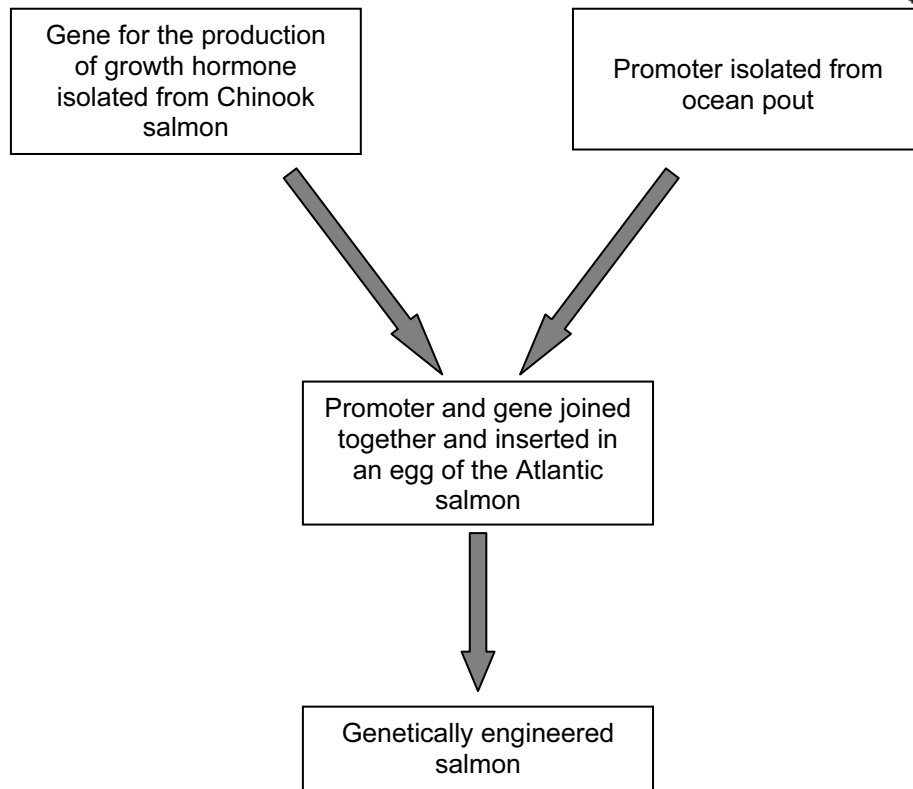 Gene for the production
of growth hormone
isolated from Chinook
salmon
Promoter isolated from
ocean pout
Promoter and gene joined
together and inserted in
an egg of the Atlantic
salmon
Genetically engineered
salmon